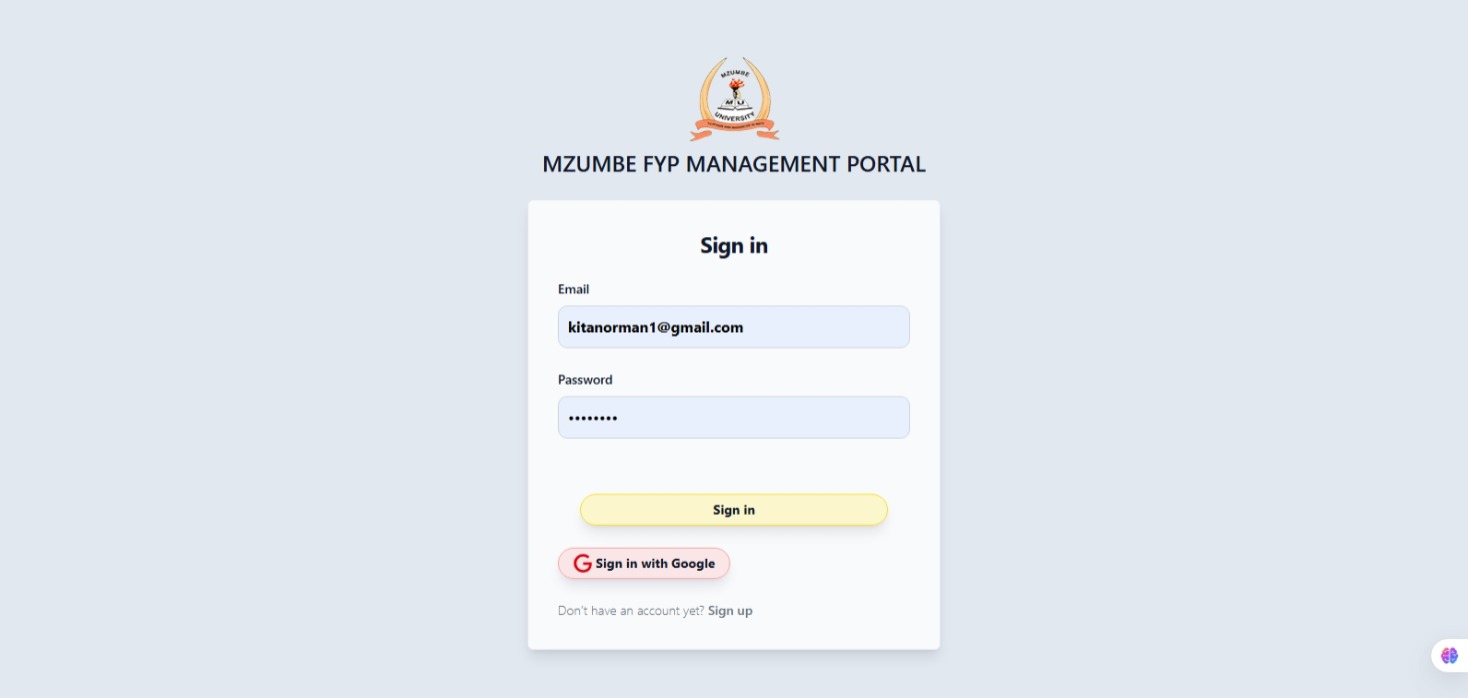 MZUMBE
M U
UNIVERSITY
MZUMBE FYP MANAGEMENT PORTAL
Sign in
Email
kitanorman1@gmail.com
Password
••••••••
Sign in
G Sign in with Google
Don't have an account yet? Sign up